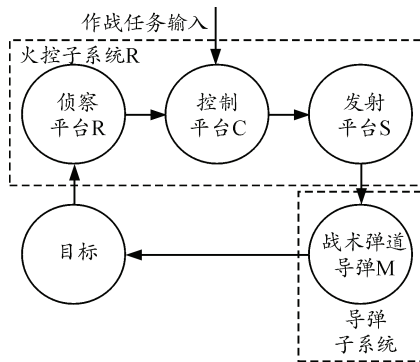 作战任务输入
火控子系统R
侦察
平台R
控制
平台C
发射
平台S
目标
战术弹道
导弹M
导弹
子系统